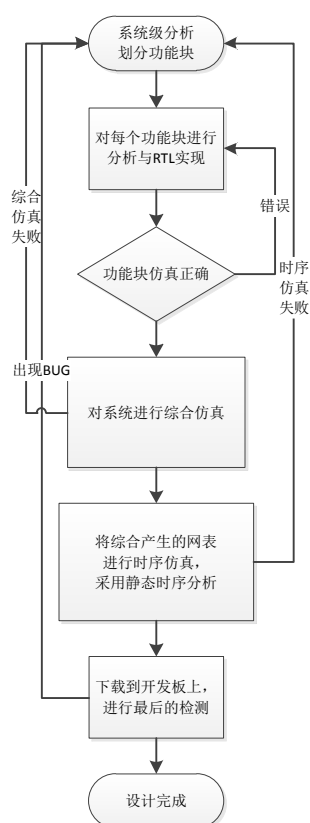 系统级分析
划分功能块
对每个功能块进行
分析与RTL实现
综合
仿真
失败
错误
功能块仿真正确
时序
仿真
失败
出现BUG
对系统进行综合仿真
将综合产生的网表
进行时序仿真,
采用静态时序分析
下载到开发板上,
进行最后的检测
设计完成